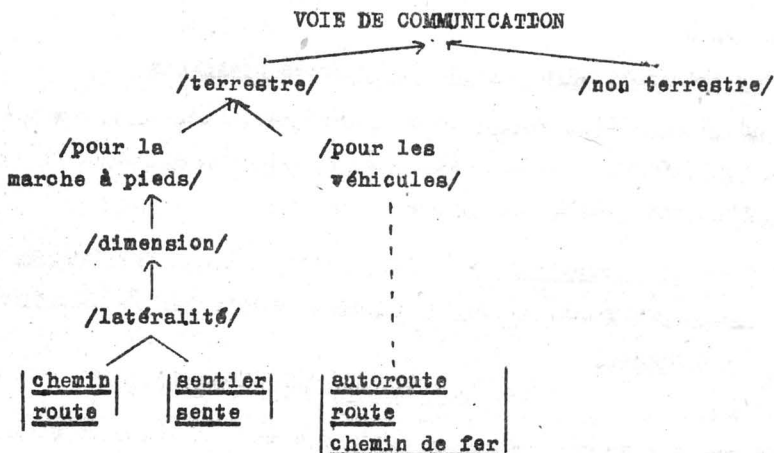 VOIE DE COMMUNICATION
/terrestre/ /non terrestre/
/pour la /pour les
marche à pieds/ véhicules/
/dimension/
/latéralité/
chemin sentier autoroute
route sente route
chemin de fer